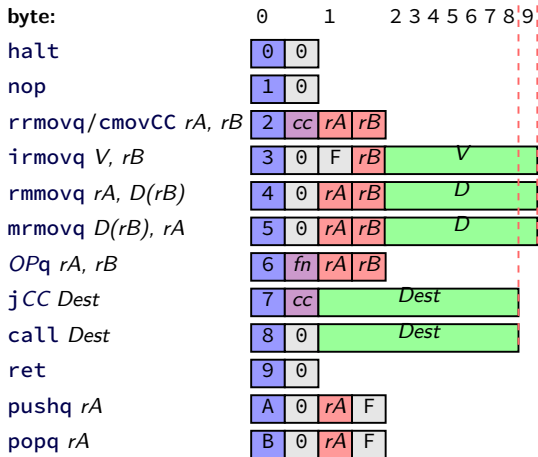 byte: 0 1 2 3 4 5 6 7 8 9
halt 0 0
nop 1 0
rrmovq/cmovCC rA, rB 2 cc rA rB
irmovq V, rB 3 0 F rB V
rmmovq rA, D(rB) 4 0 rA rB D
mrmovq D(rB), rA 5 0 rA rB D
OPq rA, rB 6 fn rA rB
jCC Dest 7 cc Dest
call Dest 8 0 Dest
ret 9 0
pushq rA A 0 rA F
popq rA B 0 rA F